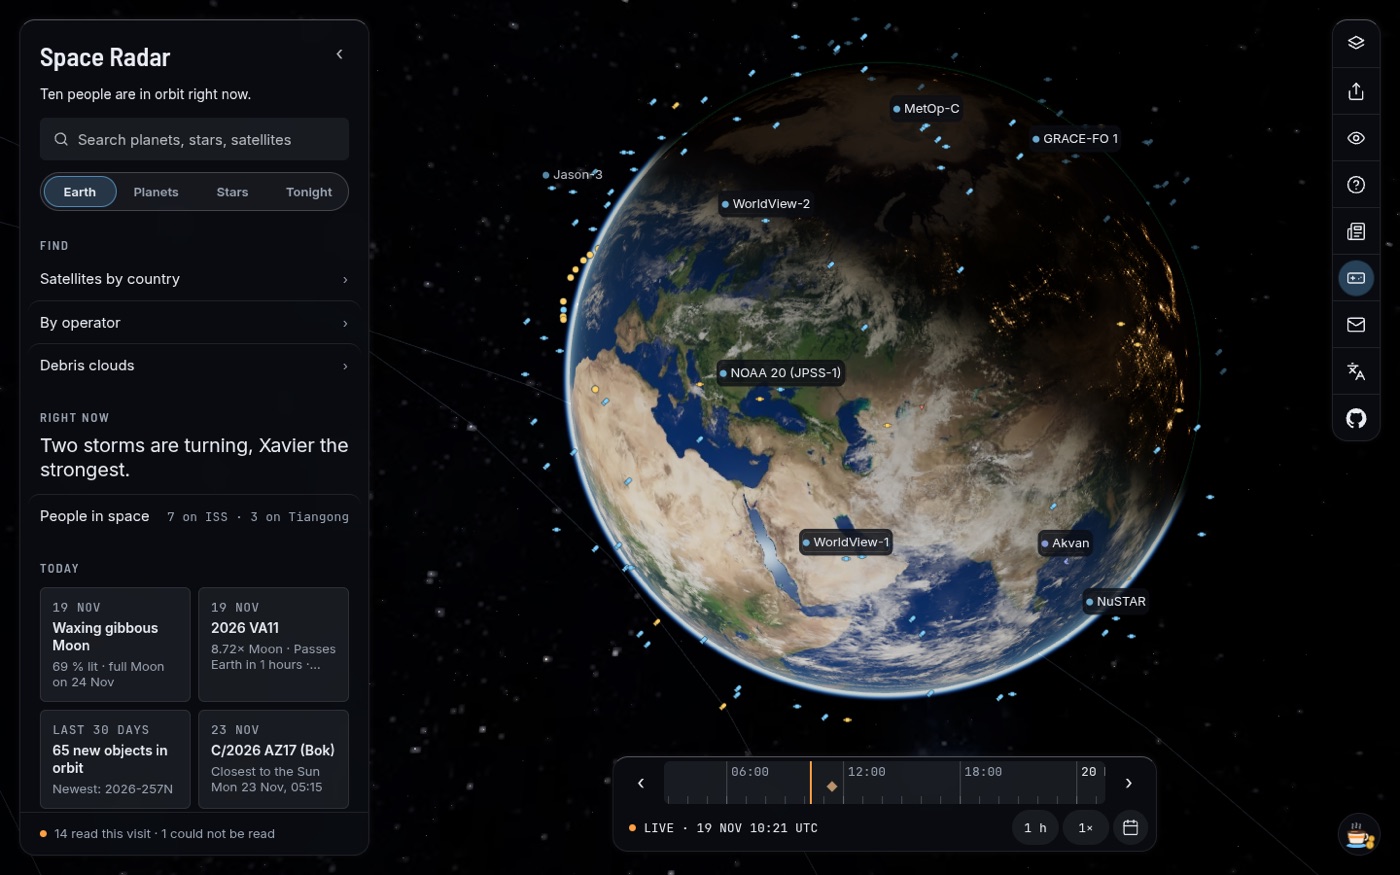 Space Radar
Ten people are in orbit right now.
Search planets, stars, satellites
Earth
Planets
Stars
Tonight
FIND
Satellites by country
By operator
Debris clouds
RIGHT NOW
Two storms are turning, Xavier the
strongest.
People in space
7 on ISS · 3 on Tiangong
TODAY
19 NOV
Waxing gibbous
Moon
69 % lit · full Moon
on 24 Nov
19 NOV
2026 VA11
8.72× Moon · Passes
Earth in 1 hours ·…
LAST 30 DAYS
65 new objects in
orbit
Newest: 2026-257N
23 NOV
C/2026 AZ17 (Bok)
Closest to the Sun
Mon 23 Nov, 05:15
14 read this visit · 1 could not be read
MetOp-C
GRACE-FO 1
Jason-3
WorldView-2
NOAA 20 (JPSS-1)
WorldView-1
Akvan
NuSTAR
06:00
12:00
18:00
20
LIVE · 19 NOV 10:21 UTC
1 h
1×